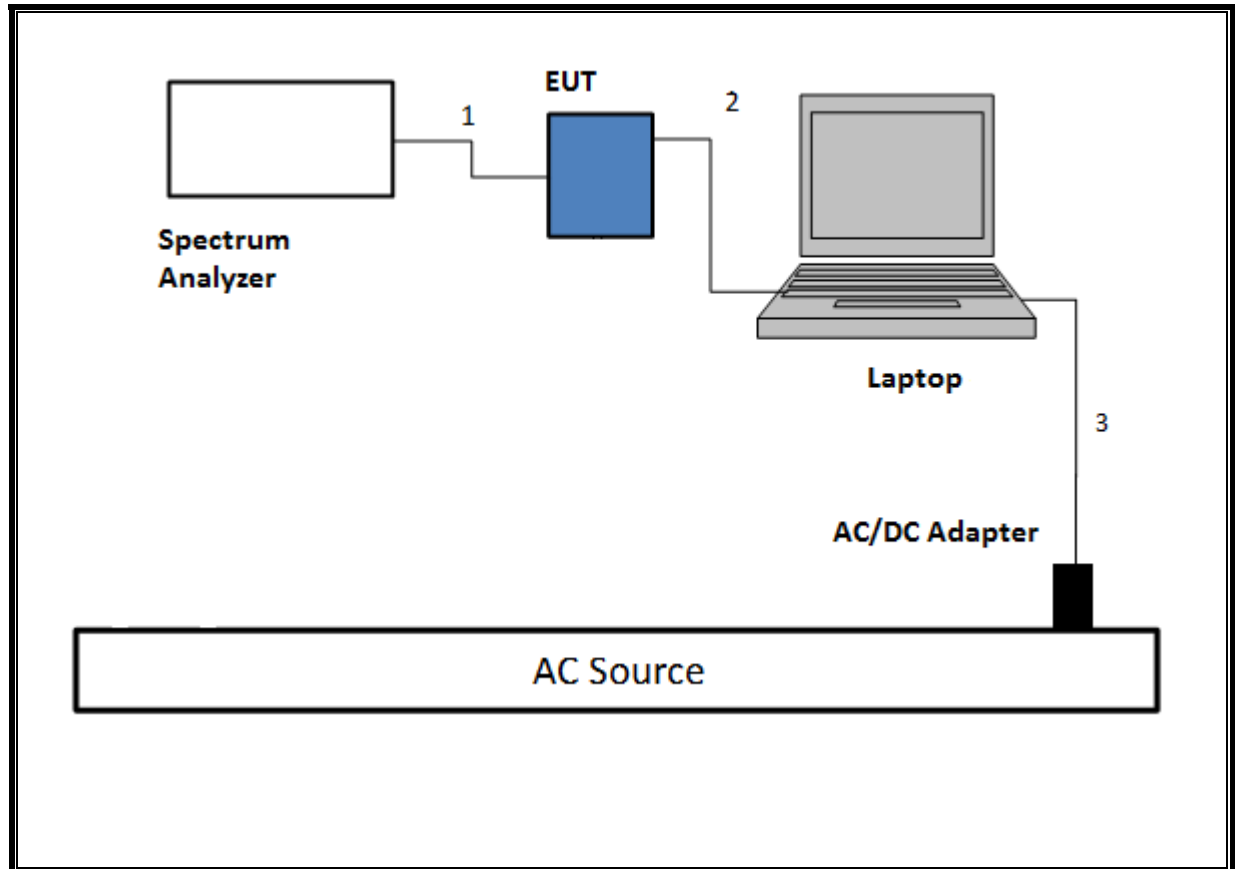 EUT
1
2
Spectrum
Analyzer
Laptop
3
AC/DC Adapter
AC Source